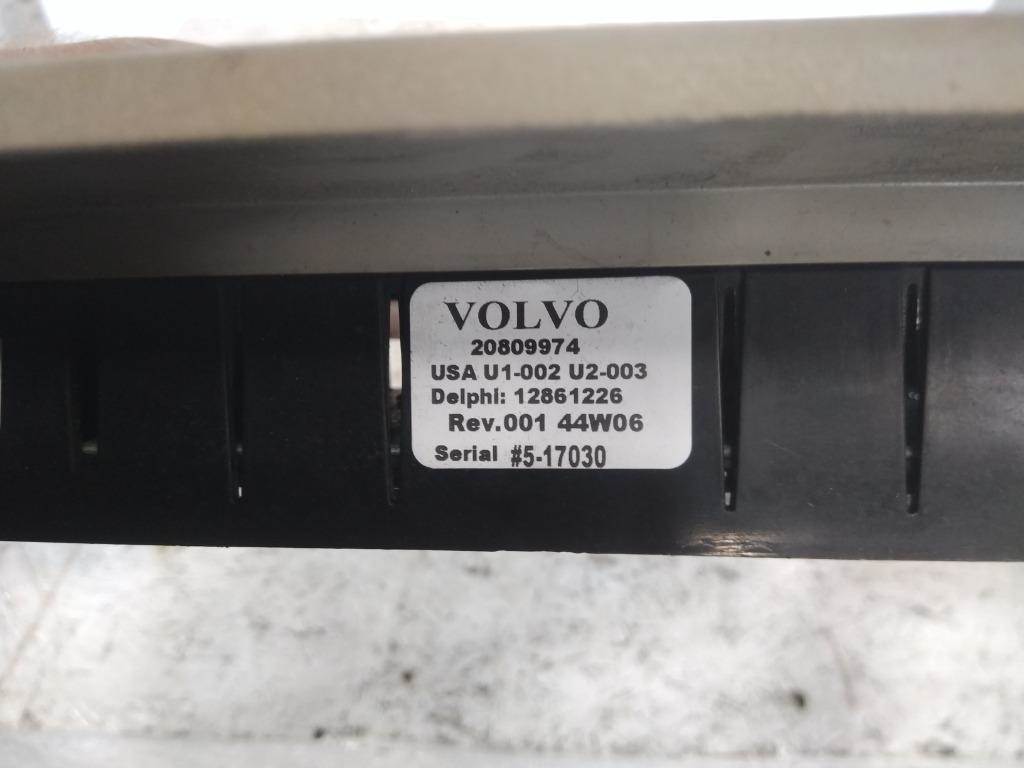 VOLVO
20809974
USA U1-002 U2-003
Delphi: 12861226
Rev.001 44W06
Serial #5-17030